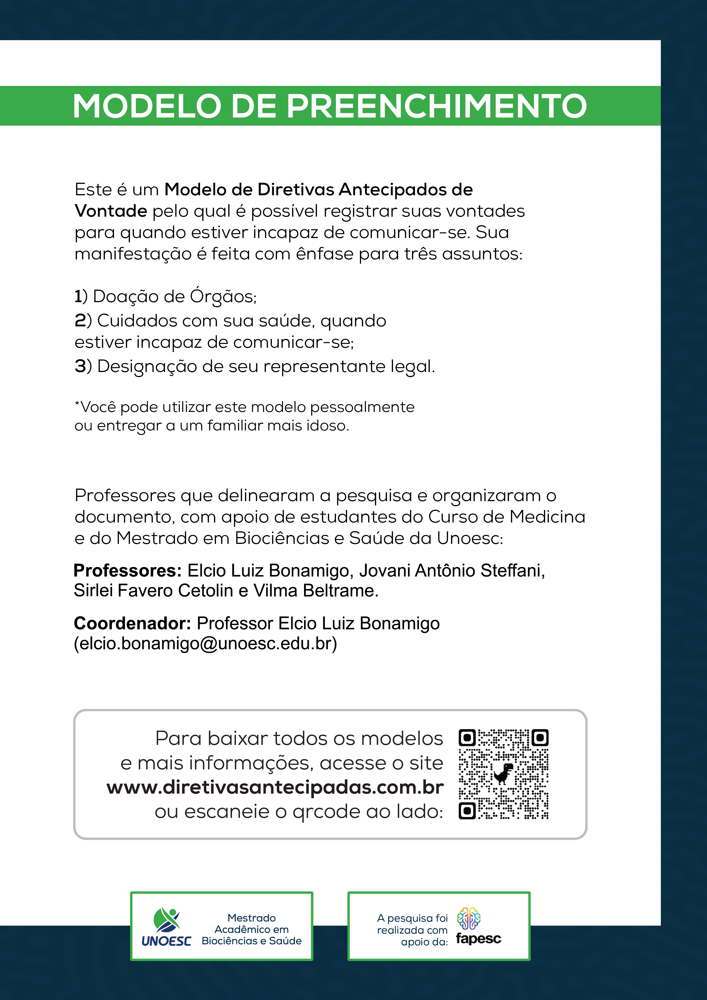 MODELO DE PREENCHIMENTO
Este é um Modelo de Diretivas Antecipados de
Vontade pelo qual é possível registrar suas vontades
para quando estiver incapaz de comunicar-se. Sua
manifestação é feita com ênfase para três assuntos:
1) Doação de Órgãos;
2) Cuidados com sua saúde, quando
estiver incapaz de comunicar-se;
3) Designação de seu representante legal.
*Você pode utilizar este modelo pessoalmente
ou entregar a um familiar mais idoso.
Professores que delinearam a pesquisa e organizaram o
documento, com apoio de estudantes do Curso de Medicina
e do Mestrado em Biociências e Saúde da Unoesc:
Professores: Elcio Luiz Bonamigo, Jovani Antônio Steffani,
Sirlei Favero Cetolin e Vilma Beltrame.
Coordenador: Professor Elcio Luiz Bonamigo
(elcio.bonamigo@unoesc.edu.br)
Para baixar todos os modelos
e mais informações, acesse o site
www.diretivasantecipadas.com.br
ou escaneie o qrcode ao lado:
UNOESC
Mestrado
Acadêmico em
Biociências e Saúde
A pesquisa foi
realizada com
apoio da:
fapesc